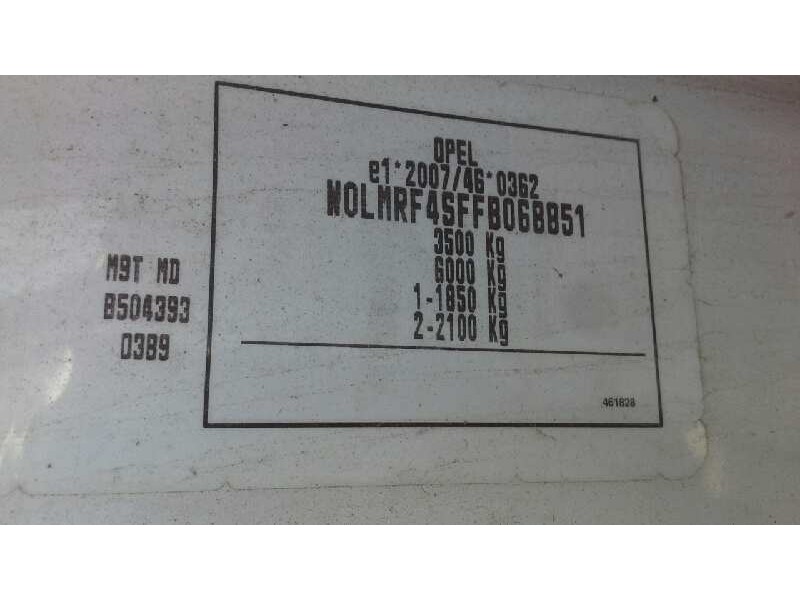 OPEL
e1*2007/46*0362
W0LMRF4SFFB068851
3500 Kg
6000 Kg
1-1850 Kg
2-2100 Kg
M9T MD
B504393
D3B9
461828